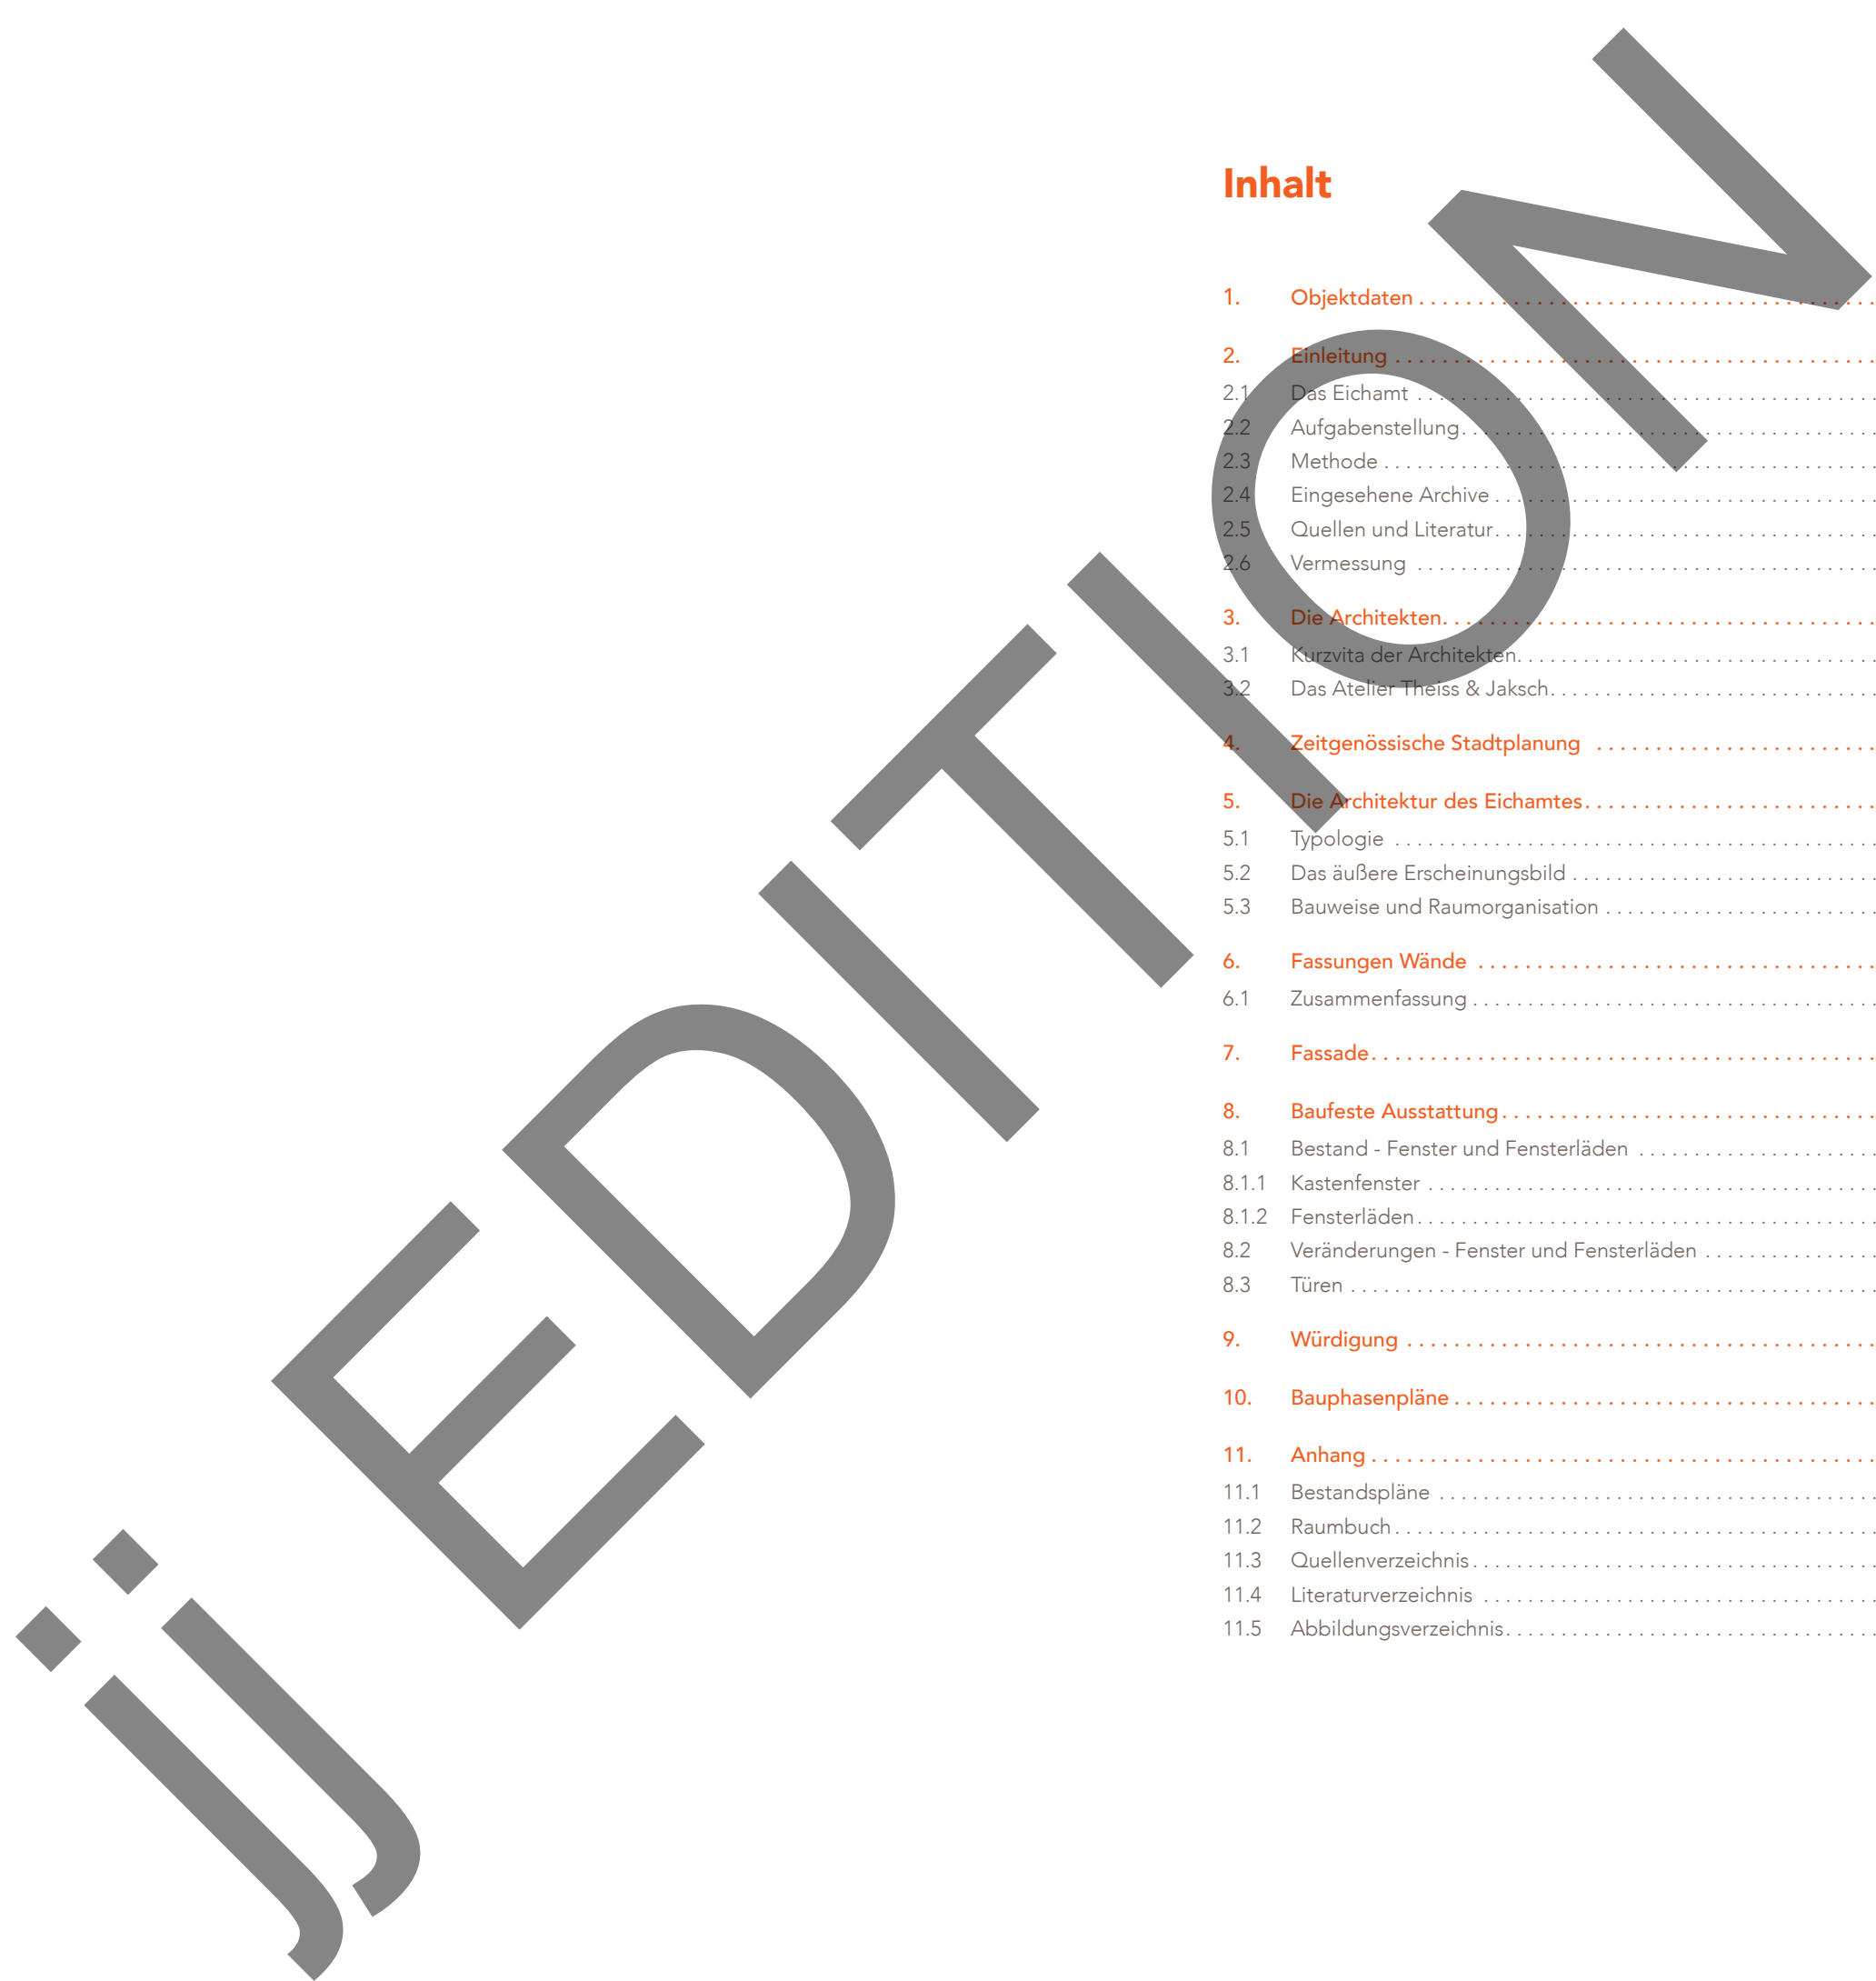 Inhalt
1. Objektdaten
2. Einleitung
2.1 Das Eichamt
2.2 Aufgabenstellung
2.3 Methode
2.4 Eingesehene Archive
2.5 Quellen und Literatur
2.6 Vermessung
3. Die Architekten
3.1 Kurzvita der Architekten
3.2 Das Atelier Theiss & Jaksch
4. Zeitgenössische Stadtplanung
5. Die Architektur des Eichamtes
5.1 Typologie
5.2 Das äußere Erscheinungsbild
5.3 Bauweise und Raumorganisation
6. Fassungen Wände
6.1 Zusammenfassung
7. Fassade
8. Baufeste Ausstattung
8.1 Bestand - Fenster und Fensterläden
8.1.1 Kastenfenster
8.1.2 Fensterläden
8.2 Veränderungen - Fenster und Fensterläden
8.3 Türen
9. Würdigung
10. Bauphasenpläne
11. Anhang
11.1 Bestandspläne
11.2 Raumbuch
11.3 Quellenverzeichnis
11.4 Literaturverzeichnis
11.5 Abbildungsverzeichnis
jj EDITION